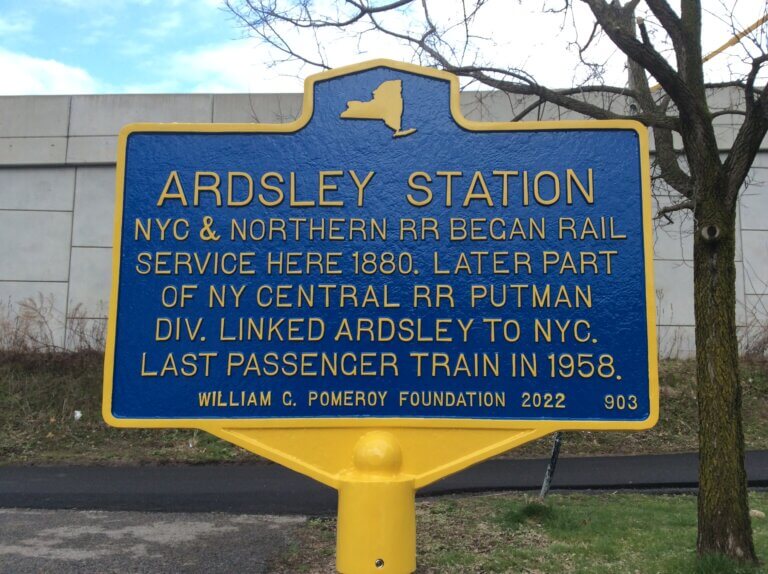 ARDSLEY STATION
NYC & NORTHERN RR BEGAN RAIL
SERVICE HERE 1880. LATER PART
OF NY CENTRAL RR PUTMAN
DIV. LINKED ARDSLEY TO NYC.
LAST PASSENGER TRAIN IN 1958.
WILLIAM G. POMEROY FOUNDATION 2022 903